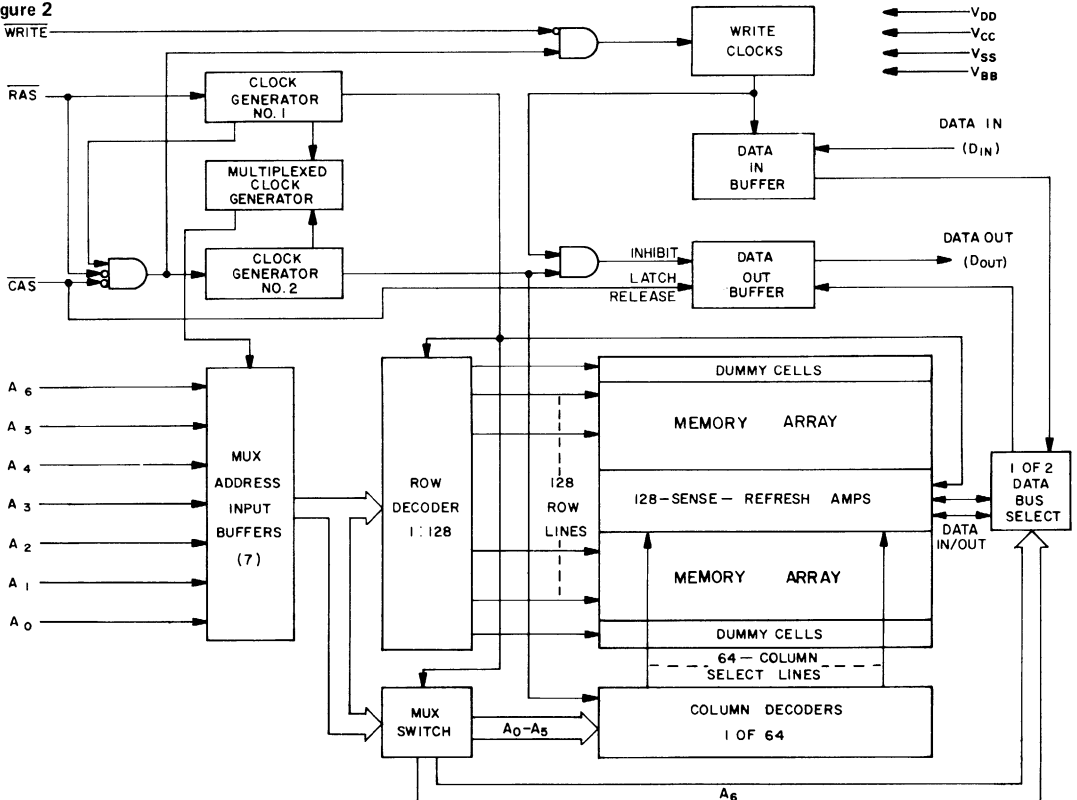 gure 2
WRITE
RAS
CAS
CLOCK
GENERATOR
NO. 1
MULTIPLEXED
CLOCK
GENERATOR
CLOCK
GENERATOR
NO. 2
WRITE
CLOCKS
VDD
VCC
VSS
VBB
DATA
IN
BUFFER
DATA IN
(DIN)
INHIBIT
LATCH
RELEASE
DATA
OUT
BUFFER
DATA OUT
(DOUT)
A6
A5
A4
A3
A2
A1
A0
MUX
ADDRESS
INPUT
BUFFERS
(7)
ROW
DECODER
1:128
128
ROW
LINES
DUMMY CELLS
MEMORY ARRAY
128-SENSE-REFRESH AMPS
MEMORY ARRAY
DUMMY CELLS
1 OF 2
DATA
BUS
SELECT
DATA
IN/OUT
64-COLUMN
SELECT LINES
MUX
SWITCH
A0-A5
COLUMN DECODERS
1 OF 64
A6